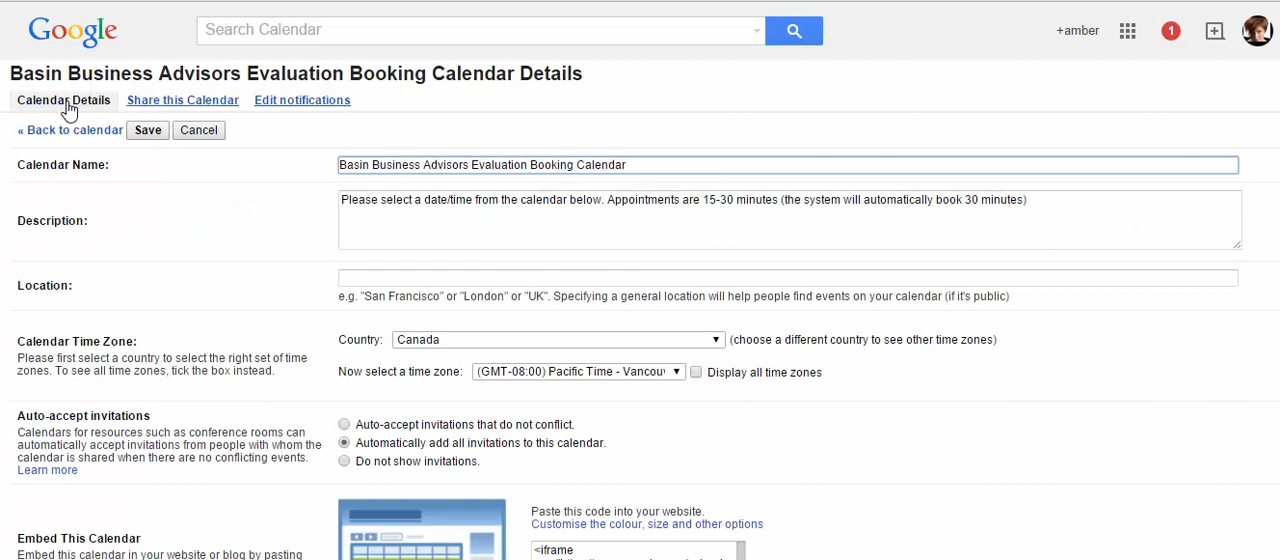 Google
Search Calendar
+amber
1
Basin Business Advisors Evaluation Booking Calendar Details
Calendar Details Share this Calendar Edit notifications
« Back to calendar Save Cancel
Calendar Name: Basin Business Advisors Evaluation Booking Calendar
Description: Please select a date/time from the calendar below. Appointments are 15-30 minutes (the system will automatically book 30 minutes)
Location:
e.g. "San Francisco" or "London" or "UK". Specifying a general location will help people find events on your calendar (if it's public)
Calendar Time Zone:
Please first select a country to select the right set of time
zones. To see all time zones, tick the box instead.
Country: Canada (choose a different country to see other time zones)
Now select a time zone: (GMT-08:00) Pacific Time - Vancouv Display all time zones
Auto-accept invitations
Calendars for resources such as conference rooms can
automatically accept invitations from people with whom the
calendar is shared when there are no conflicting events.
Learn more
Auto-accept invitations that do not conflict.
Automatically add all invitations to this calendar.
Do not show invitations.
Embed This Calendar
Embed this calendar in your website or blog by pasting
Paste this code into your website.
Customise the colour, size and other options
<iframe